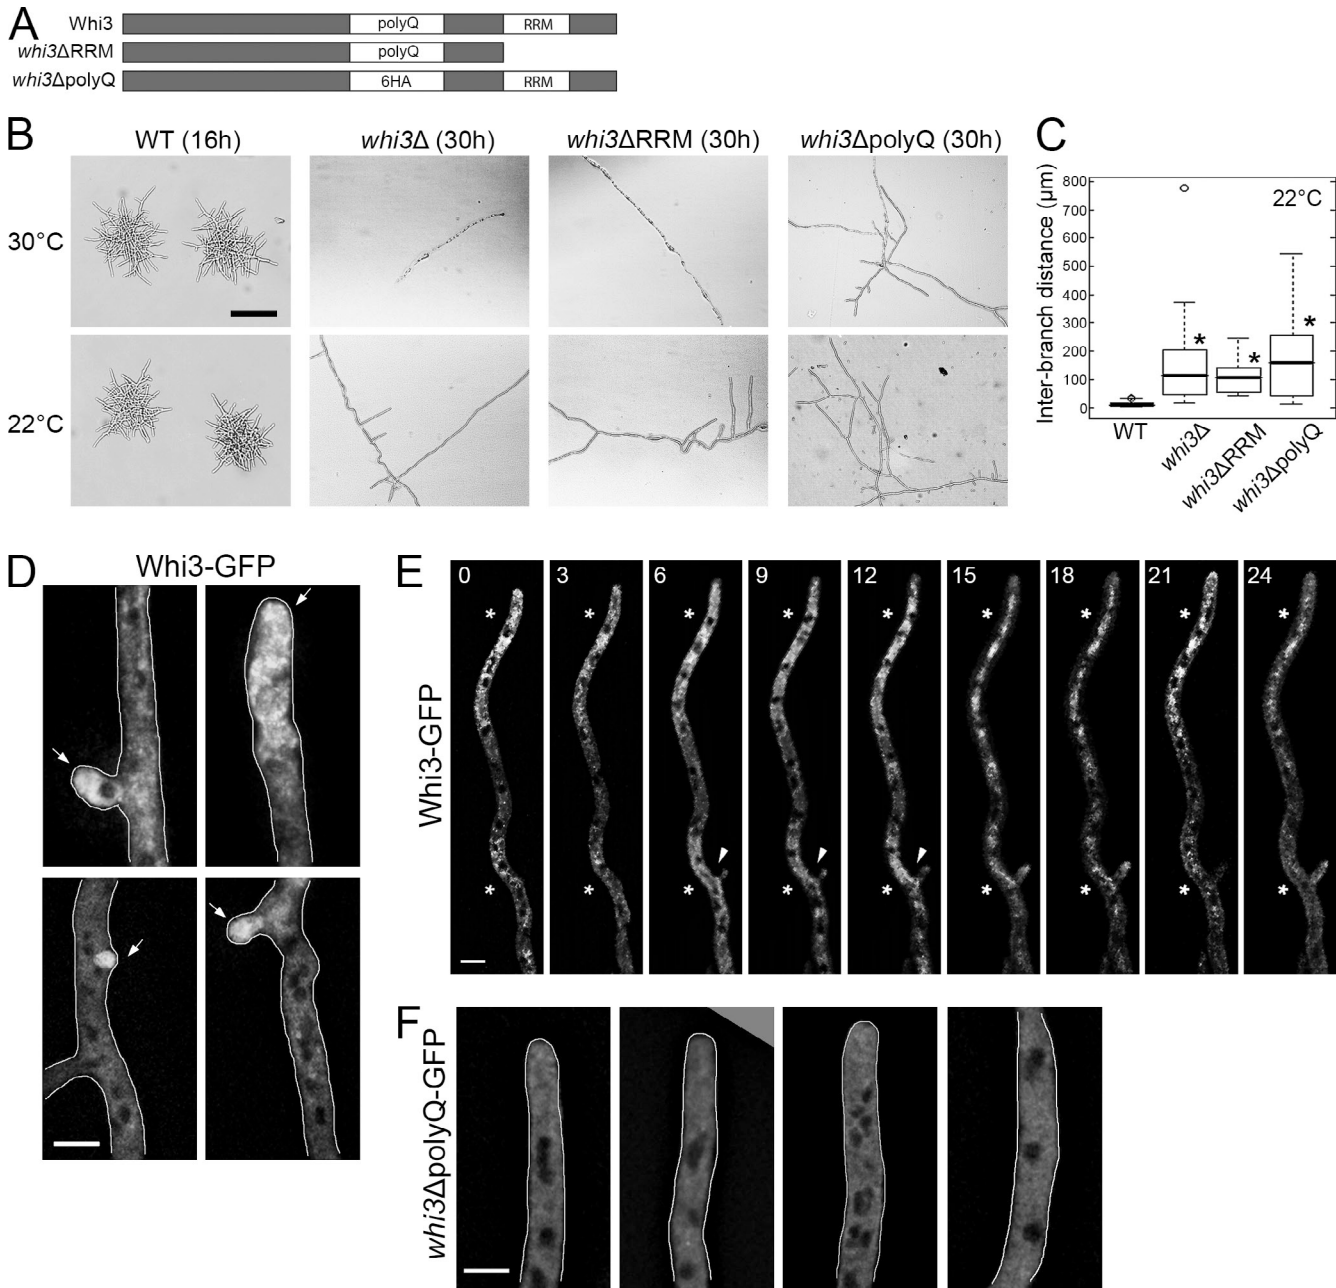 A
Whi3 polyQ RRM
whi3ΔRRM polyQ
whi3ΔpolyQ 6HA RRM
B
WT (16h) whi3Δ (30h) whi3ΔRRM (30h) whi3ΔpolyQ (30h)
30°C
22°C
C
Inter-branch distance (µm)
22°C
800
700
600
500
400
300
200
100
0
* * *
WT whi3Δ whi3ΔRRM whi3ΔpolyQ
D
Whi3-GFP
E
Whi3-GFP
0 3 6 9 12 15 18 21 24
* * * * * * * * *
* * * * * * * * *
F
whi3ΔpolyQ-GFP